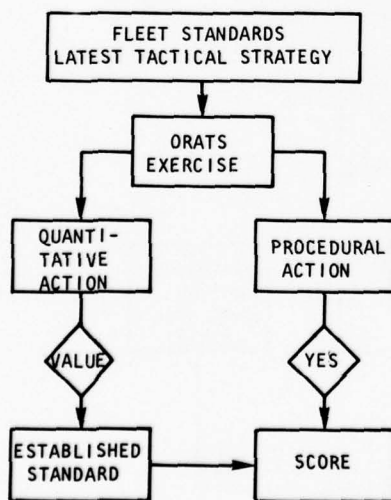 FLEET STANDARDS
LATEST TACTICAL STRATEGY
ORATS
EXERCISE
QUANTI-
TATIVE
ACTION
PROCEDURAL
ACTION
VALUE
YES
ESTABLISHED
STANDARD
SCORE